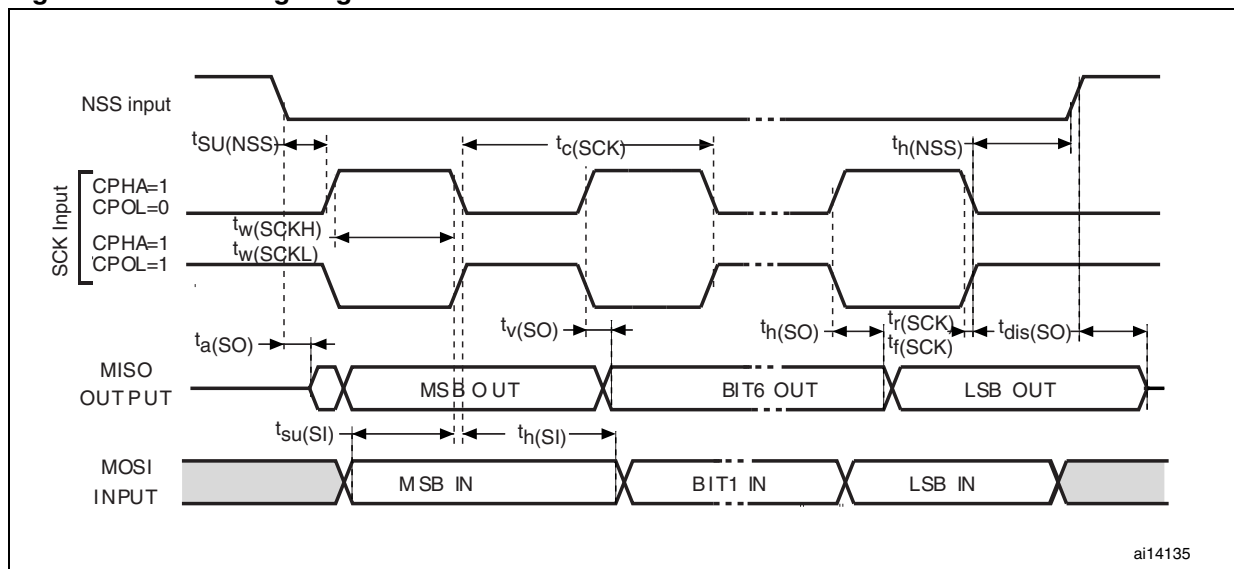 NSS input
tSU(NSS)
tc(SCK)
th(NSS)
SCK Input
CPHA=1
CPOL=0
tw(SCKH)
CPHA=1
tw(SCKL)
CPOL=1
ta(SO)
tv(SO)
th(SO)
tr(SCK)
tf(SCK)
tdis(SO)
MISO
OUTPUT
MSB OUT
BIT6 OUT
LSB OUT
tsu(SI)
th(SI)
MOSI
INPUT
MSB IN
BIT1 IN
LSB IN
ai14135